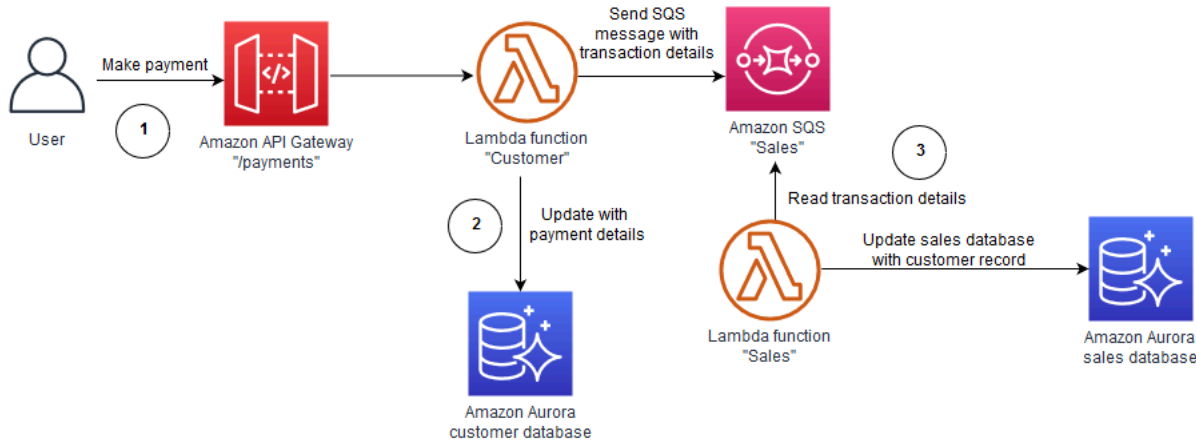 Make payment
1
User
</>
Amazon API Gateway
"/payments"
Lambda function
"Customer"
Send SQS
message with
transaction details
Amazon SQS
"Sales"
2
Update with
payment details
Amazon Aurora
customer database
3
Read transaction details
Lambda function
"Sales"
Update sales database
with customer record
Amazon Aurora
sales database